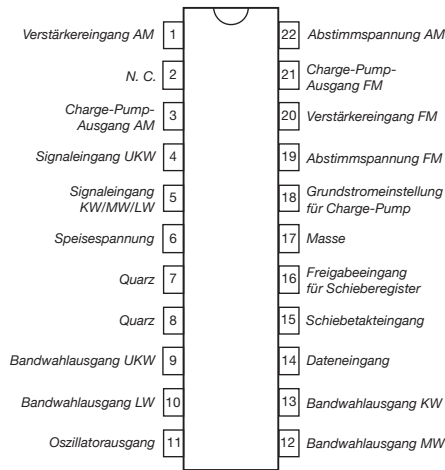 Verstärkereingang AM 1
N. C. 2
Charge-Pump-
Ausgang AM 3
Signaleingang UKW 4
Signaleingang
KW/MW/LW 5
Speisespannung 6
Quarz 7
Quarz 8
Bandwahlausgang UKW 9
Bandwahlausgang LW 10
Oszillatorausgang 11
22 Abstimmspannung AM
21 Charge-Pump-
Ausgang FM
20 Verstärkereingang FM
19 Abstimmspannung FM
18 Grundstromeinstellung
für Charge-Pump
17 Masse
16 Freigabeeingang
für Schieberegister
15 Schiebetakteingang
14 Dateneingang
13 Bandwahlausgang KW
12 Bandwahlausgang MW